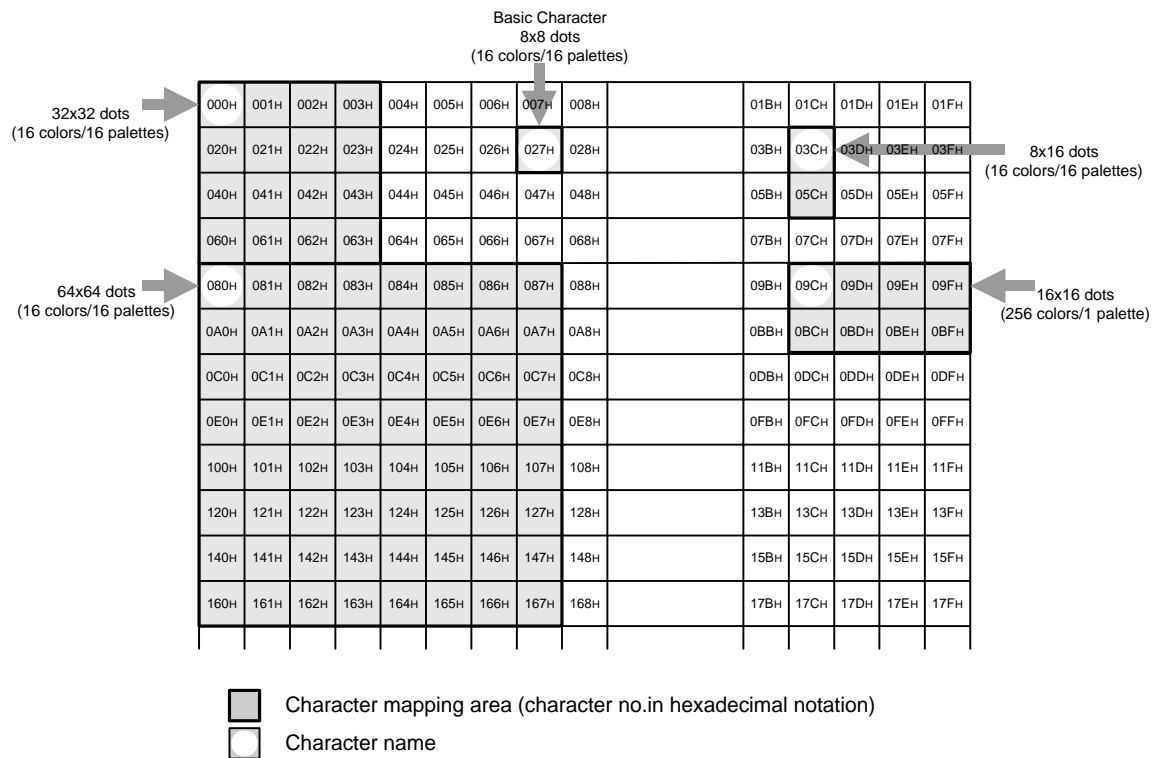 Basic Character
8x8 dots
(16 colors/16 palettes)
32x32 dots
(16 colors/16 palettes)
000H 001H 002H 003H 004H 005H 006H 007H 008H 01BH 01CH 01DH 01EH 01FH
020H 021H 022H 023H 024H 025H 026H 027H 028H 03BH 03CH 03DH 03EH 03FH
8x16 dots
(16 colors/16 palettes)
040H 041H 042H 043H 044H 045H 046H 047H 048H 05BH 05CH 05DH 05EH 05FH
060H 061H 062H 063H 064H 065H 066H 067H 068H 07BH 07CH 07DH 07EH 07FH
64x64 dots
(16 colors/16 palettes)
080H 081H 082H 083H 084H 085H 086H 087H 088H 09BH 09CH 09DH 09EH 09FH
16x16 dots
(256 colors/1 palette)
0A0H 0A1H 0A2H 0A3H 0A4H 0A5H 0A6H 0A7H 0A8H 0BBH 0BCH 0BDH 0BEH 0BFH
0C0H 0C1H 0C2H 0C3H 0C4H 0C5H 0C6H 0C7H 0C8H 0DBH 0DCH 0DDH 0DEH 0DFH
0E0H 0E1H 0E2H 0E3H 0E4H 0E5H 0E6H 0E7H 0E8H 0FBH 0FCH 0FDH 0FEH 0FFH
100H 101H 102H 103H 104H 105H 106H 107H 108H 11BH 11CH 11DH 11EH 11FH
120H 121H 122H 123H 124H 125H 126H 127H 128H 13BH 13CH 13DH 13EH 13FH
140H 141H 142H 143H 144H 145H 146H 147H 148H 15BH 15CH 15DH 15EH 15FH
160H 161H 162H 163H 164H 165H 166H 167H 168H 17BH 17CH 17DH 17EH 17FH
Character mapping area (character no.in hexadecimal notation)
Character name